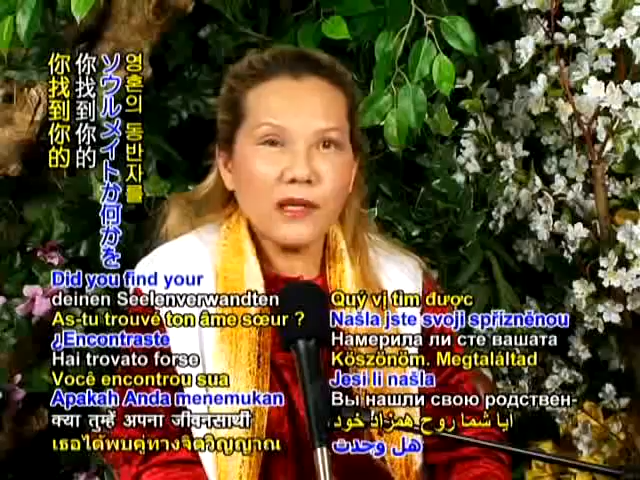 你找到你的
你找到你的
ソウルメイトか何かを
영혼의 동반자를
Did you find your
deinen Seelenverwandten
As-tu trouvé ton âme sœur ?
¿Encontraste
Hai trovato forse
Você encontrou sua
Apakah Anda menemukan
क्या तुम्हें अपना जीवनसाथी
เธอได้พบคู่ทางจิตวิญญาณ
Quý vị tìm được
Našla jste svoji spřízněnou
Намерила ли сте вашата
Köszönöm. Megtaláltad
Jesi li našla
Вы нашли свою родствен-
آیا شما روح همزاد خود
هل وجدت